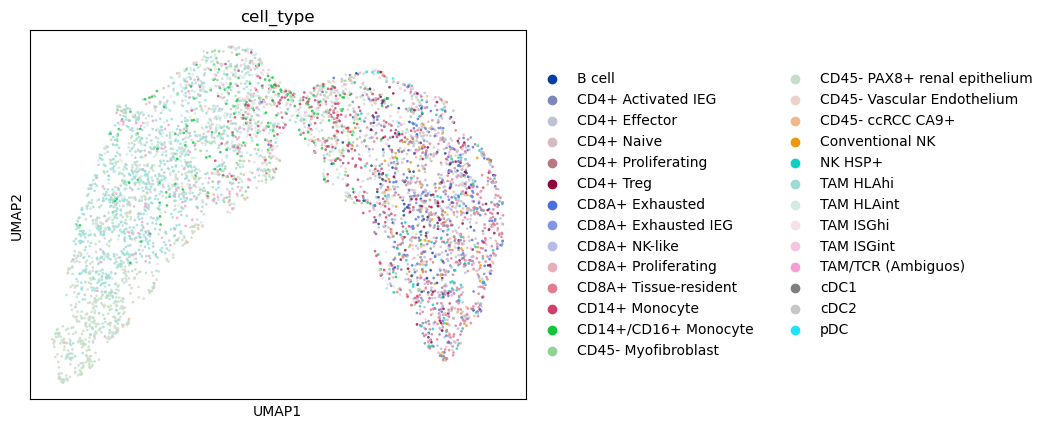 cell_type
UMAP2
UMAP1
B cell
CD4+ Activated IEG
CD4+ Effector
CD4+ Naive
CD4+ Proliferating
CD4+ Treg
CD8A+ Exhausted
CD8A+ Exhausted IEG
CD8A+ NK-like
CD8A+ Proliferating
CD8A+ Tissue-resident
CD14+ Monocyte
CD14+/CD16+ Monocyte
CD45- Myofibroblast
CD45- PAX8+ renal epithelium
CD45- Vascular Endothelium
CD45- ccRCC CA9+
Conventional NK
NK HSP+
TAM HLAhi
TAM HLAint
TAM ISGhi
TAM ISGint
TAM/TCR (Ambiguos)
cDC1
cDC2
pDC